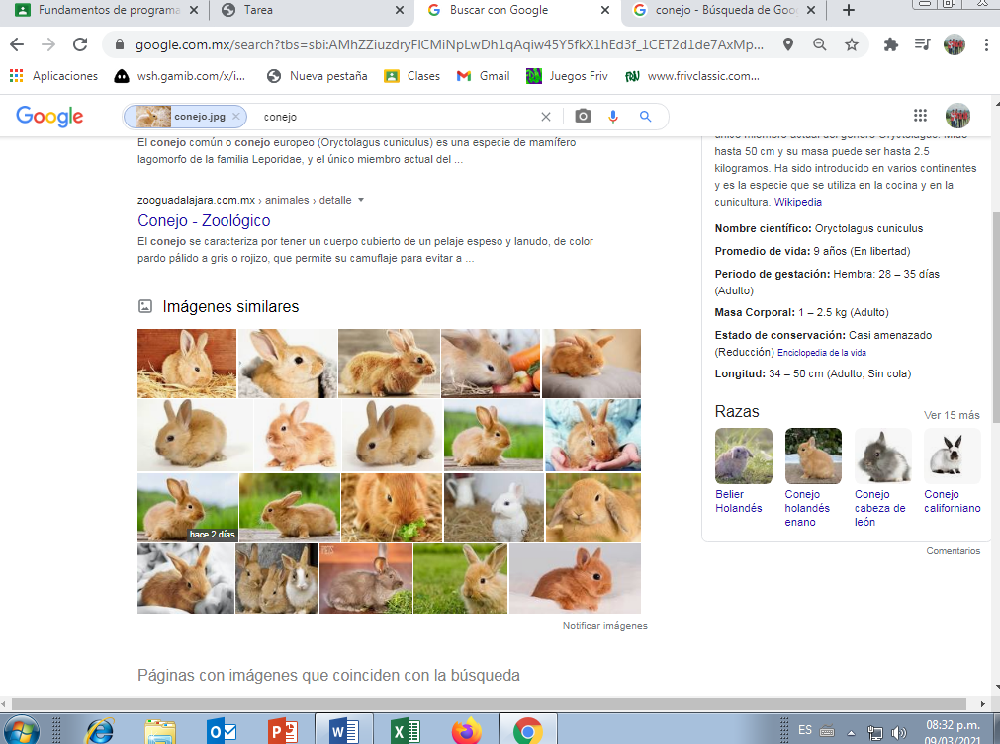 Fundamentos de programa
Tarea
Buscar con Google
conejo - Búsqueda de Goo
google.com.mx/search?tbs=sbi:AMhZZiuzdryFlCMiNpLwDh1qAqiw45Y5fkX1hEd3f_1CET2d1de7AxMp...
Aplicaciones
wsh.gamib.com/x/i...
Nueva pestaña
Clases
Gmail
Juegos Friv
www.frivclassic.com...
Google
conejo.jpg
conejo
El conejo común o conejo europeo (Oryctolagus cuniculus) es una especie de mamífero
lagomorfo de la familia Leporidae, y el único miembro actual del ...
zooguadalajara.com.mx › animales › detalle
Conejo - Zoológico
El conejo se caracteriza por tener un cuerpo cubierto de un pelaje espeso y lanudo, de color
pardo pálido a gris o rojizo, que permite su camuflaje para evitar a ...
Imágenes similares
hace 2 días
Notificar imágenes
Páginas con imágenes que coinciden con la búsqueda
único miembro actual del género Oryctolagus. Mide
hasta 50 cm y su masa puede ser hasta 2.5
kilogramos. Ha sido introducido en varios continentes
y es la especie que se utiliza en la cocina y en la
cunicultura. Wikipedia
Nombre científico: Oryctolagus cuniculus
Promedio de vida: 9 años (En libertad)
Periodo de gestación: Hembra: 28 – 35 días
(Adulto)
Masa Corporal: 1 – 2.5 kg (Adulto)
Estado de conservación: Casi amenazado
(Reducción) Enciclopedia de la vida
Longitud: 34 – 50 cm (Adulto, Sin cola)
Razas
Ver 15 más
Belier
Holandés
Conejo
holandés
enano
Conejo
cabeza de
león
Conejo
californiano
Comentarios
ES
08:32 p.m.
09/03/2021